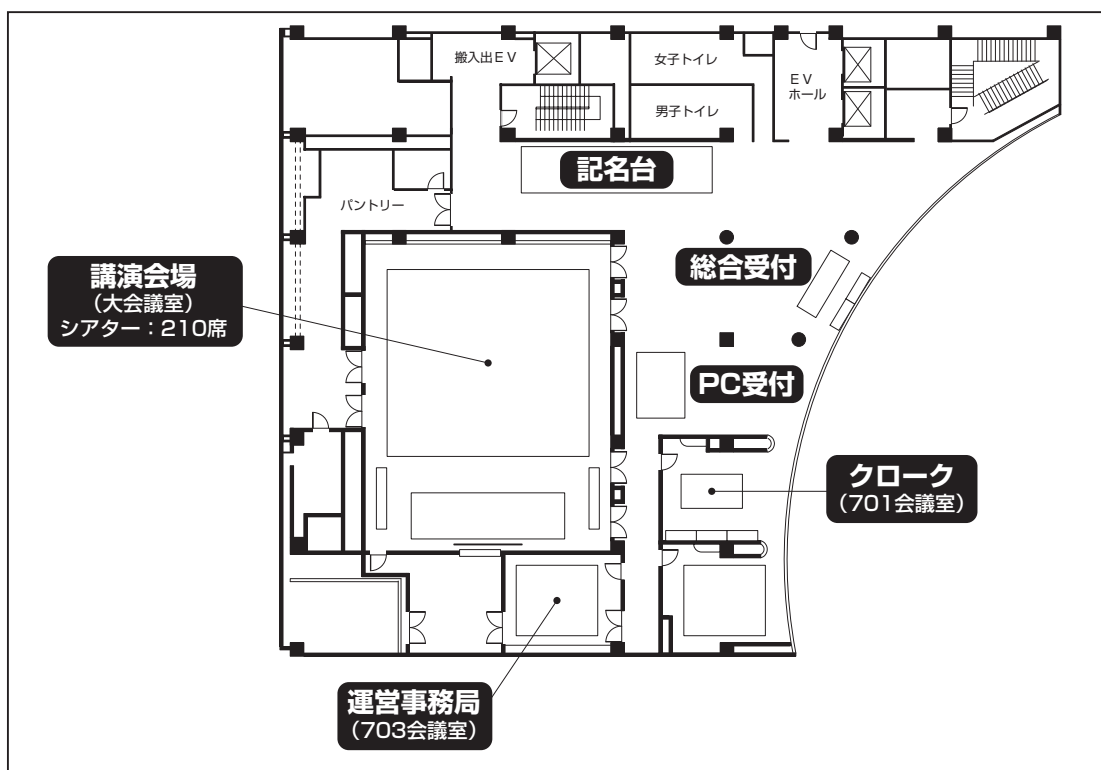 搬入出EV
女子トイレ
EV
ホール
男子トイレ
記名台
パントリー
総合受付
講演会場
(大会議室)
シアター:210席
PC受付
クローク
(701会議室)
運営事務局
(703会議室)